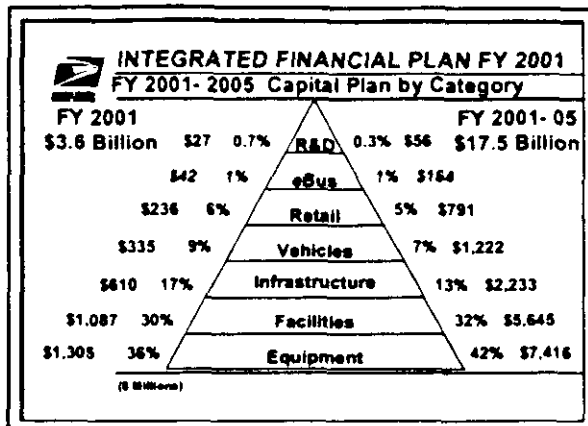 INTEGRATED FINANCIAL PLAN FY 2001
FY 2001- 2005 Capital Plan by Category
FY 2001 FY 2001- 05
$3.6 Billion $27 0.7% R&D 0.3% $56 $17.5 Billion
$42 1% eBus 1% $164
$236 6% Retail 5% $791
$335 9% Vehicles 7% $1,222
$610 17% Infrastructure 13% $2,233
$1,087 30% Facilities 32% $5,645
$1,305 36% Equipment 42% $7,416
($ Millions)